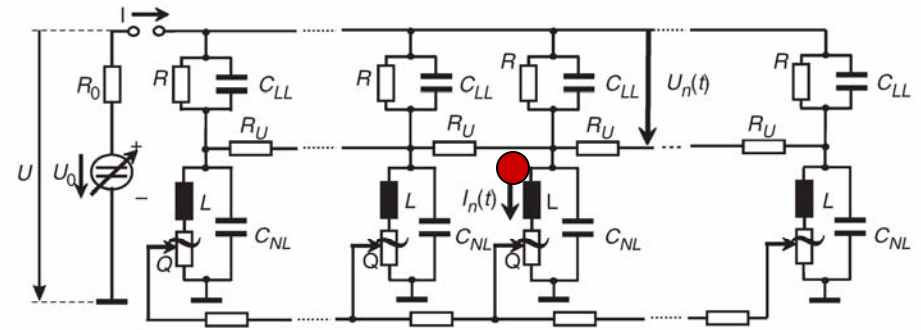 I
R C_LL R C_LL R C_LL U_n(t) R C_LL
R_0
R_U R_U R_U R_U
U U_0 + −
L L I_n(t) L L
C_NL C_NL C_NL C_NL
Q Q Q